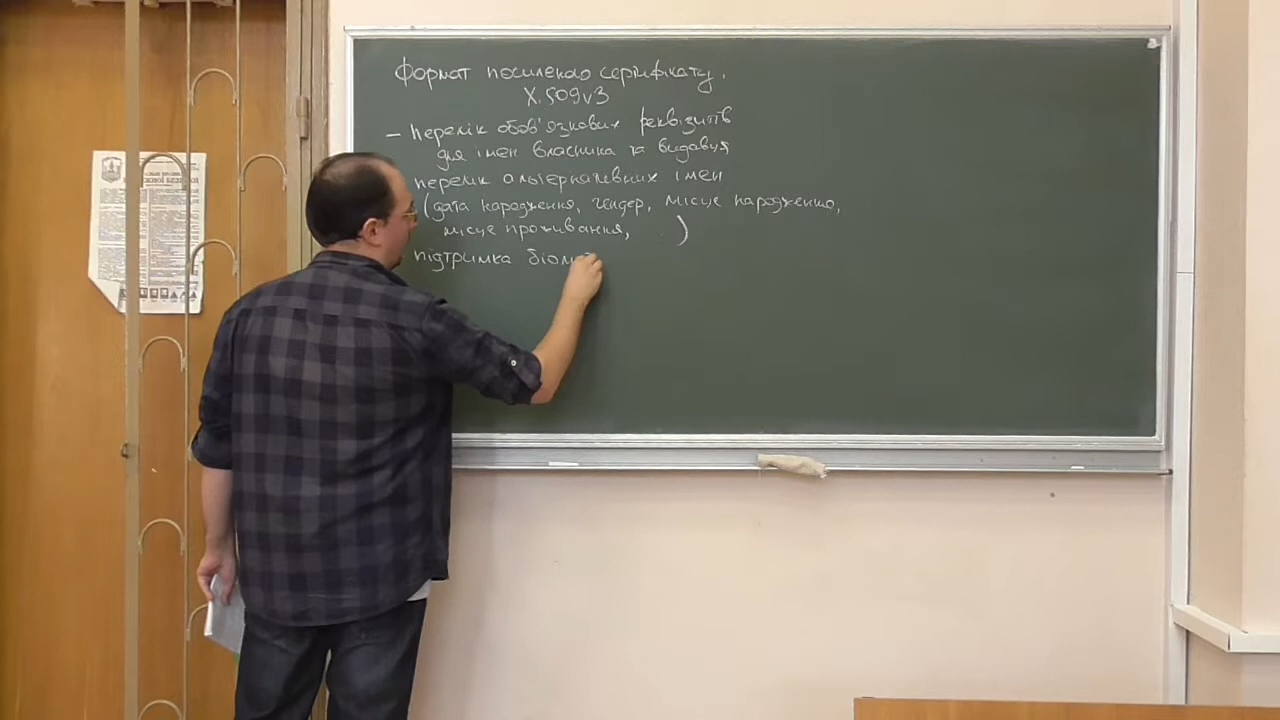 Формат посиленого сертифікату.
X.509v3
– перелік обов'язкових реквізитів
для імен власника та видавця
перелік альтернативних імен
(дата народження, гендер, місце народження,
місце проживання, )
підтримка біом